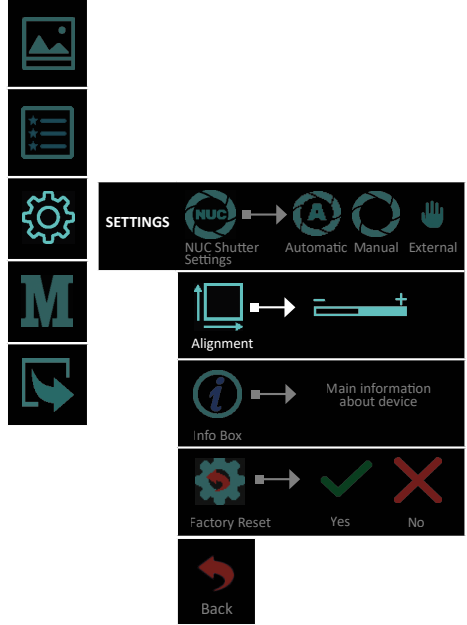 SETTINGS
NUC
A
NUC Shutter
Settings
Automatic
Manual
External
M
- +
Alignment
i
Main information
about device
Info Box
Factory Reset
Yes
No
Back